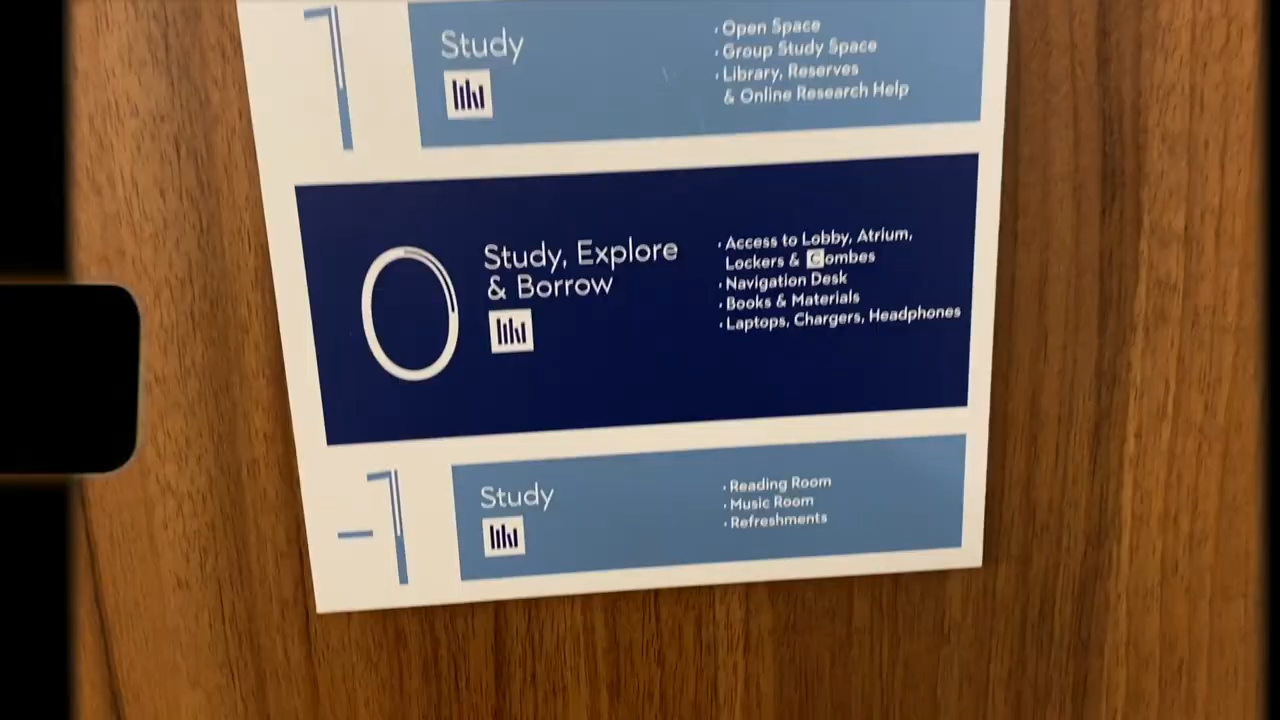 1
Study
· Open Space
· Group Study Space
· Library, Reserves
& Online Research Help
0
Study, Explore
& Borrow
· Access to Lobby, Atrium,
Lockers & Combes
· Navigation Desk
· Books & Materials
· Laptops, Chargers, Headphones
-1
Study
· Reading Room
· Music Room
· Refreshments